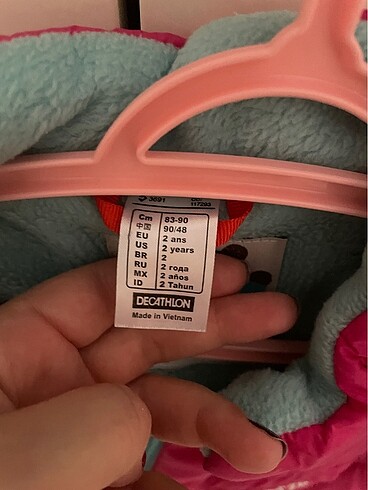 3691
117293
Cm 83-90
中国 90/48
EU 2 ans
US 2 years
BR 2
RU 2 года
MX 2 años
ID 2 Tahun
DECATHLON
Made in Vietnam